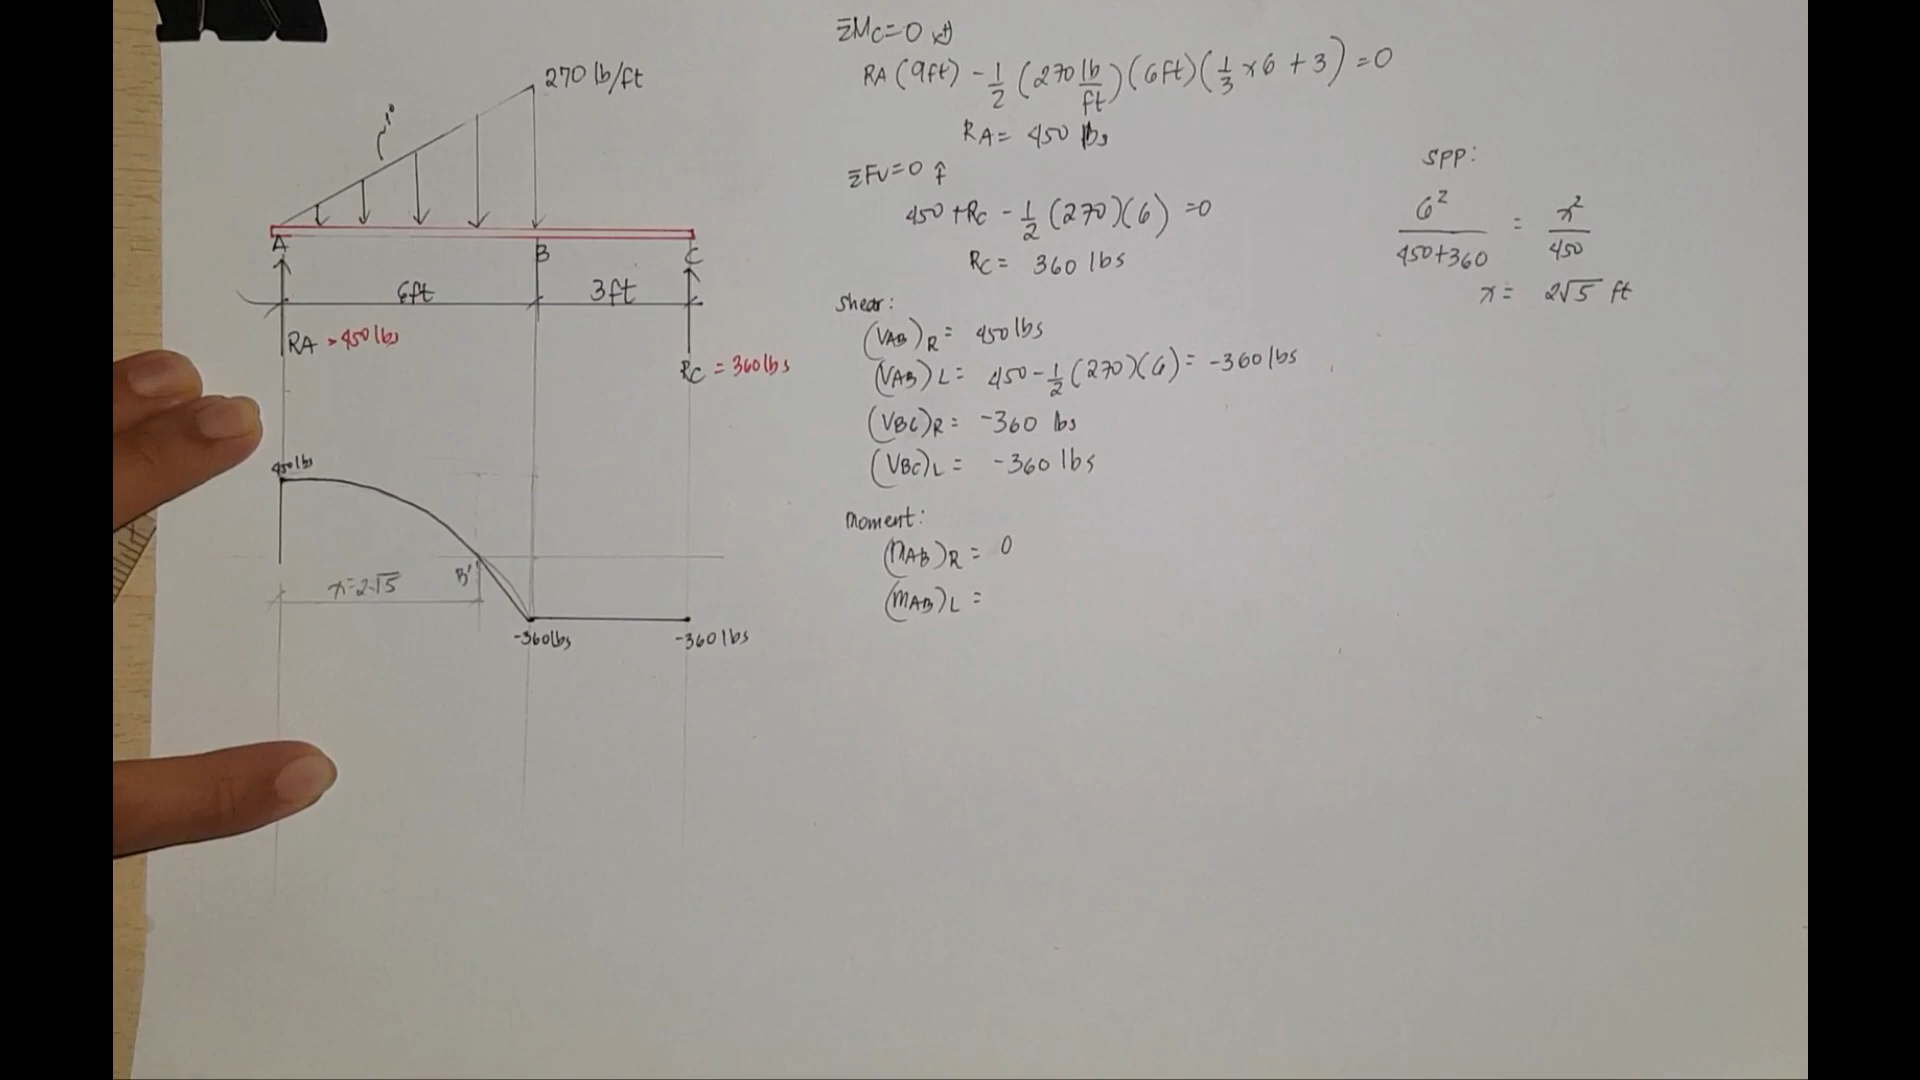 270 lb/ft
1°
A
B
C
6ft
3ft
RA = 450 lbs
RC = 360 lbs
450 lbs
x=2√5
B'
-360lbs
-360 lbs
ΣMC=0
RA (9ft) - 1/2 (270 lb/ft) (6ft) (1/3 x 6 + 3) = 0
RA = 450 lbs
ΣFV=0 ↑
450 + RC - 1/2 (270)(6) = 0
RC = 360 lbs
Shear:
(VAB)R = 450 lbs
(VAB)L = 450 - 1/2 (270)(6) = -360 lbs
(VBC)R = -360 lbs
(VBC)L = -360 lbs
Moment:
(MAB)R = 0
(MAB)L =
SPP:
6²/450+360 = x²/450
x = 2√5 ft